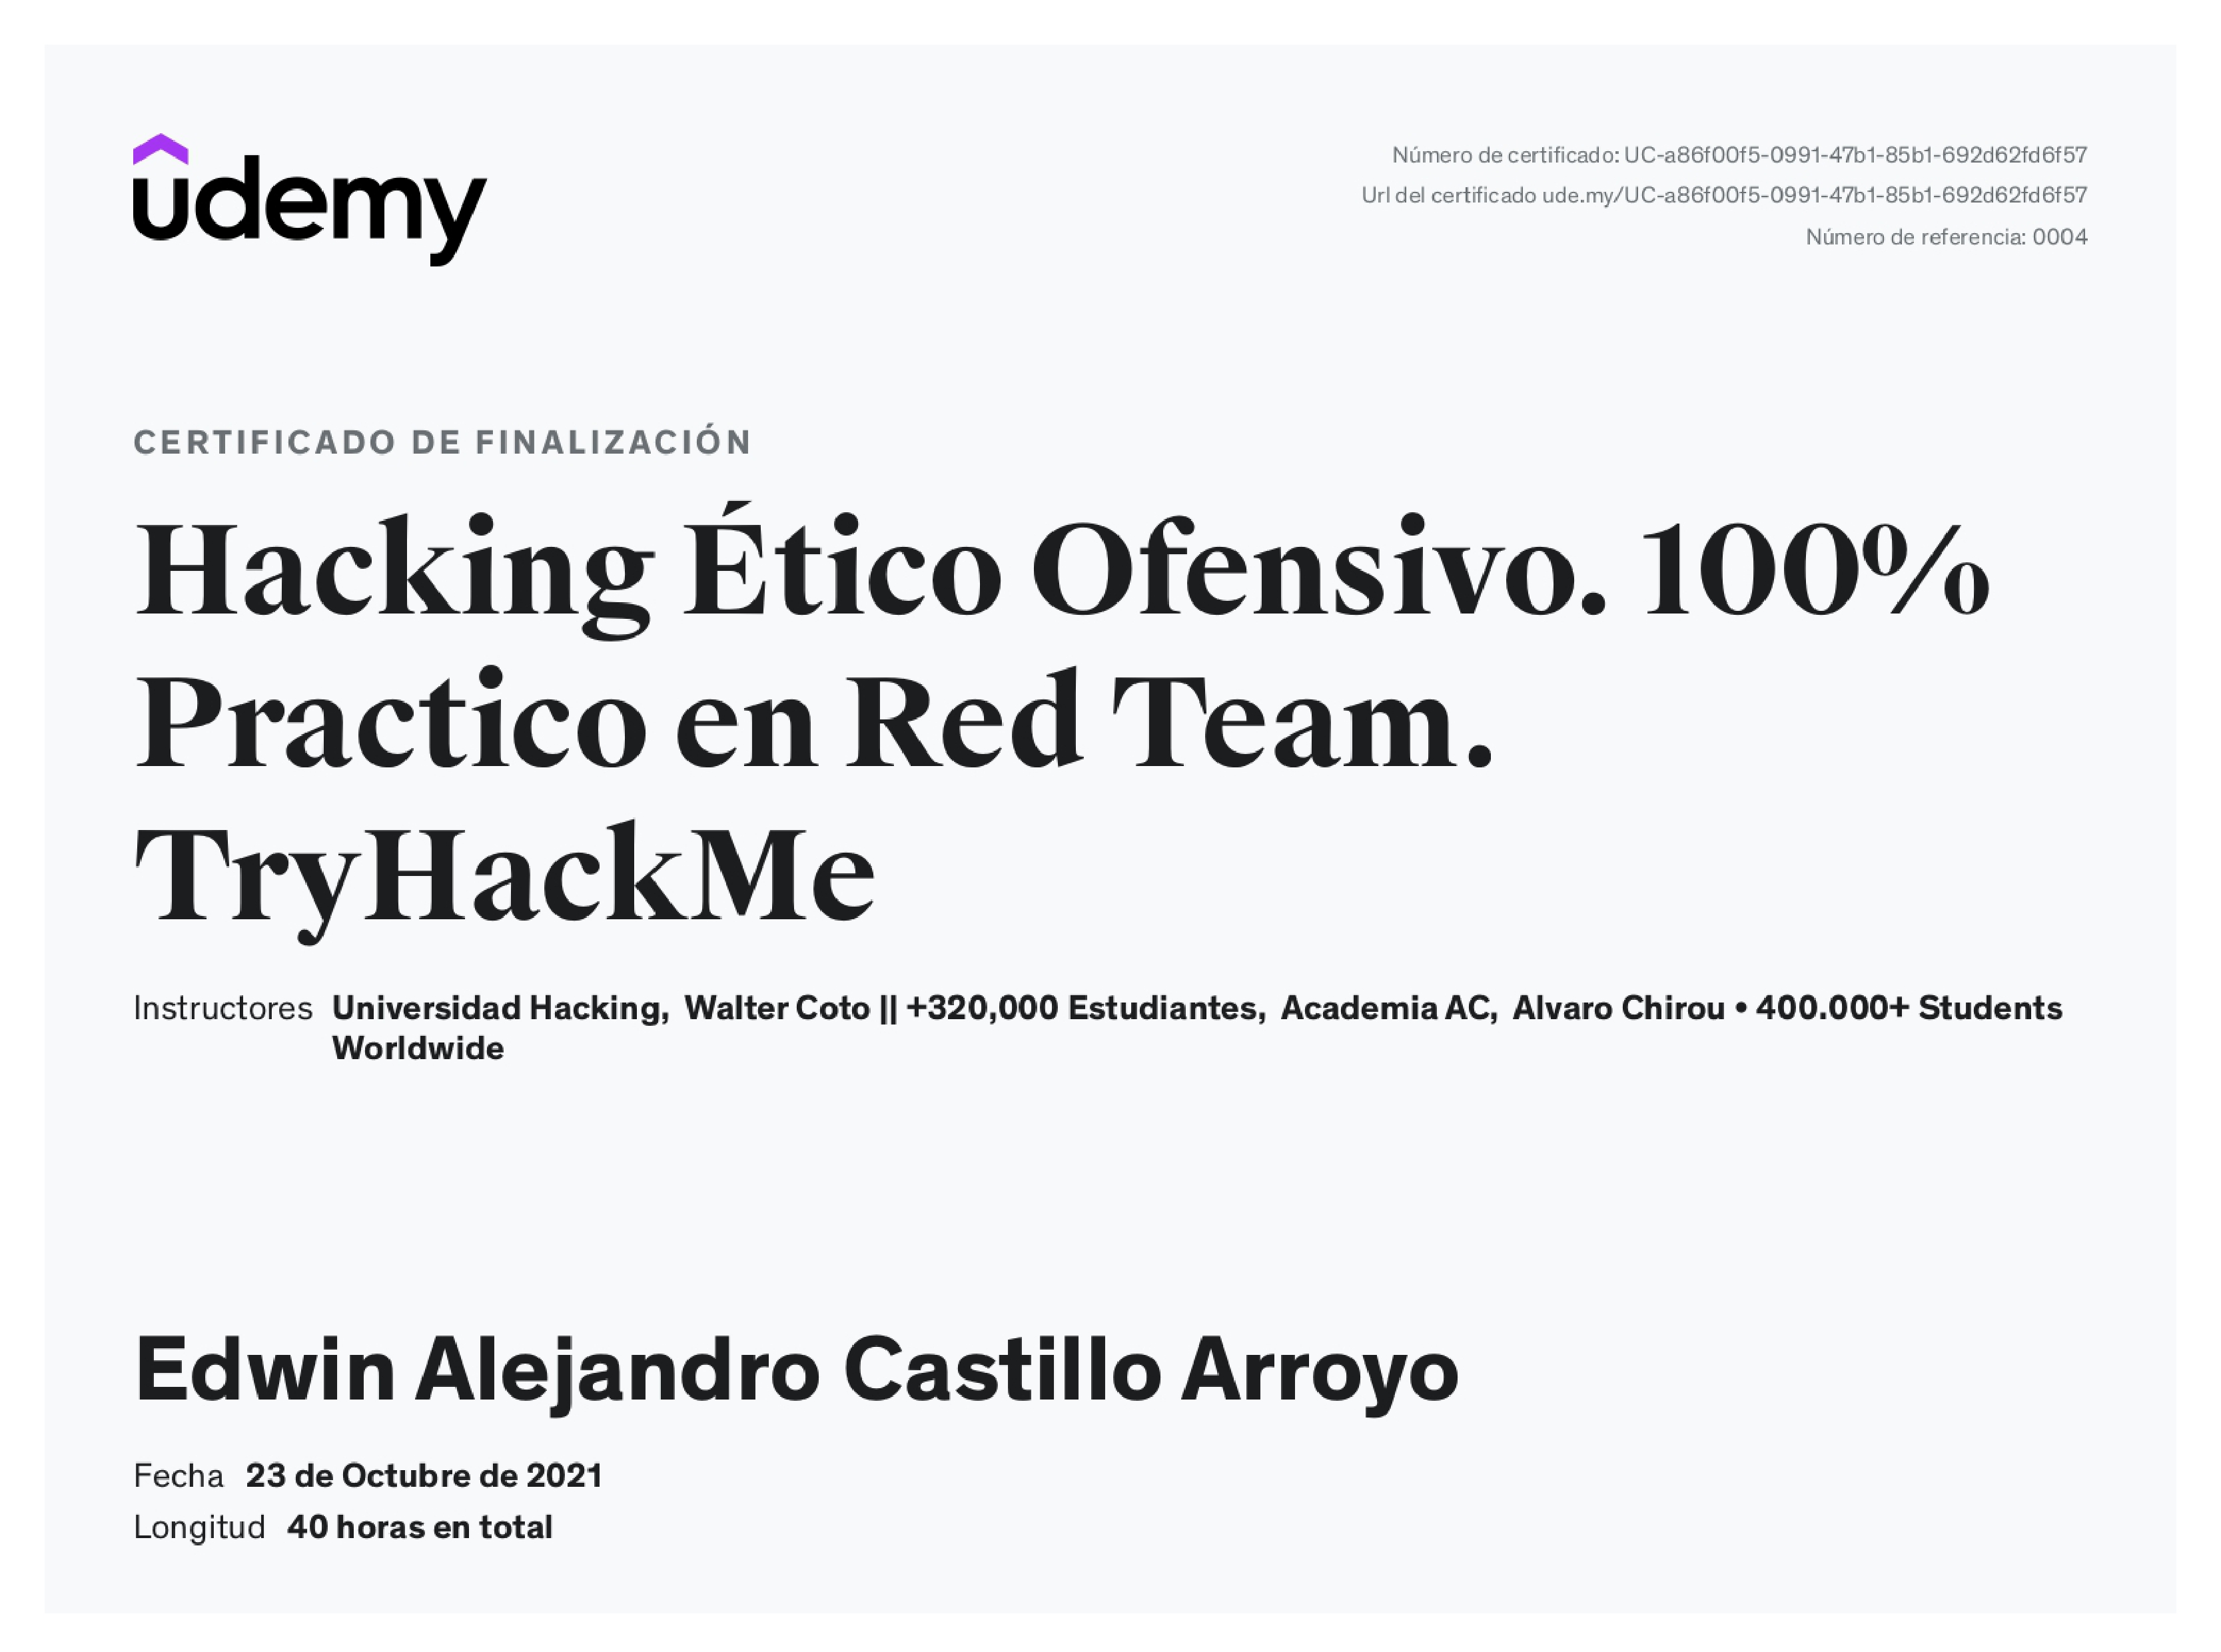 udemy
Número de certificado: UC-a86f00f5-0991-47b1-85b1-692d62fd6f57
Url del certificado ude.my/UC-a86f00f5-0991-47b1-85b1-692d62fd6f57
Número de referencia: 0004
CERTIFICADO DE FINALIZACIÓN
Hacking Ético Ofensivo. 100%
Practico en Red Team.
TryHackMe
Instructores Universidad Hacking, Walter Coto || +320,000 Estudiantes, Academia AC, Alvaro Chirou • 400.000+ Students
Worldwide
Edwin Alejandro Castillo Arroyo
Fecha 23 de Octubre de 2021
Longitud 40 horas en total